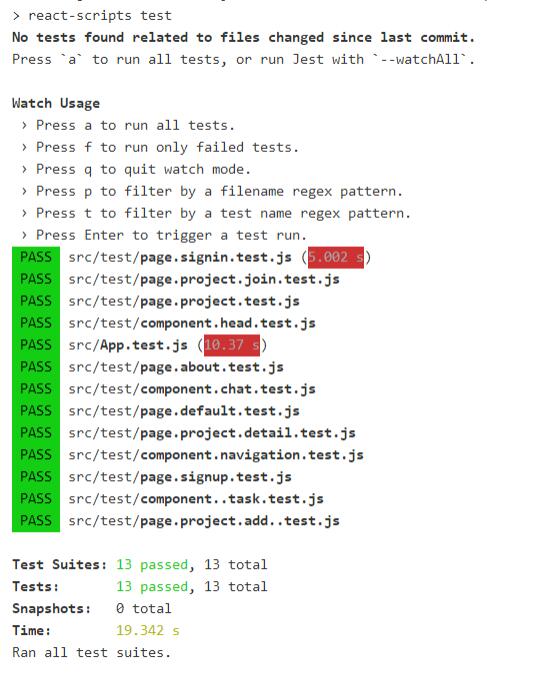 > react-scripts test
No tests found related to files changed since last commit.
Press `a` to run all tests, or run Jest with `--watchAll`.
Watch Usage
› Press a to run all tests.
› Press f to run only failed tests.
› Press q to quit watch mode.
› Press p to filter by a filename regex pattern.
› Press t to filter by a test name regex pattern.
› Press Enter to trigger a test run.
PASS src/test/page.signin.test.js (5.002 s)
PASS src/test/page.project.join.test.js
PASS src/test/page.project.test.js
PASS src/test/component.head.test.js
PASS src/App.test.js (10.37 s)
PASS src/test/page.about.test.js
PASS src/test/component.chat.test.js
PASS src/test/page.default.test.js
PASS src/test/page.project.detail.test.js
PASS src/test/component.navigation.test.js
PASS src/test/page.signup.test.js
PASS src/test/component..task.test.js
PASS src/test/page.project.add..test.js
Test Suites: 13 passed, 13 total
Tests: 13 passed, 13 total
Snapshots: 0 total
Time: 19.342 s
Ran all test suites.